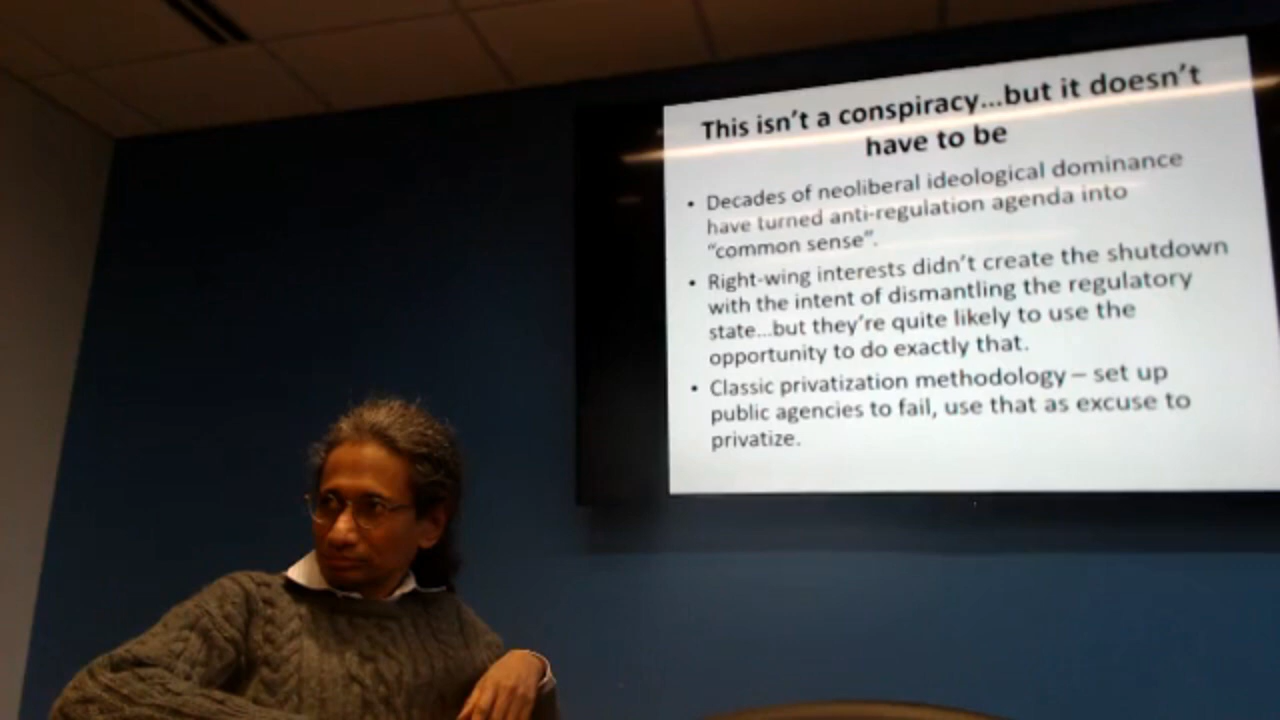 This isn’t a conspiracy...but it doesn’t
have to be
• Decades of neoliberal ideological dominance
have turned anti-regulation agenda into
“common sense”.
• Right-wing interests didn’t create the shutdown
with the intent of dismantling the regulatory
state...but they’re quite likely to use the
opportunity to do exactly that.
• Classic privatization methodology – set up
public agencies to fail, use that as excuse to
privatize.